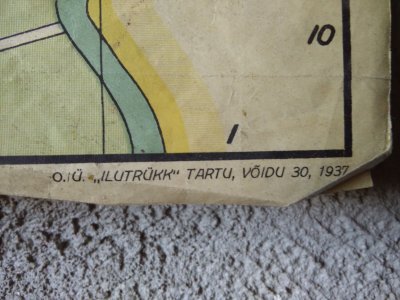 10
1
O.Ü. „ILUTRÜKK“ TARTU, VÕIDU 30, 1937